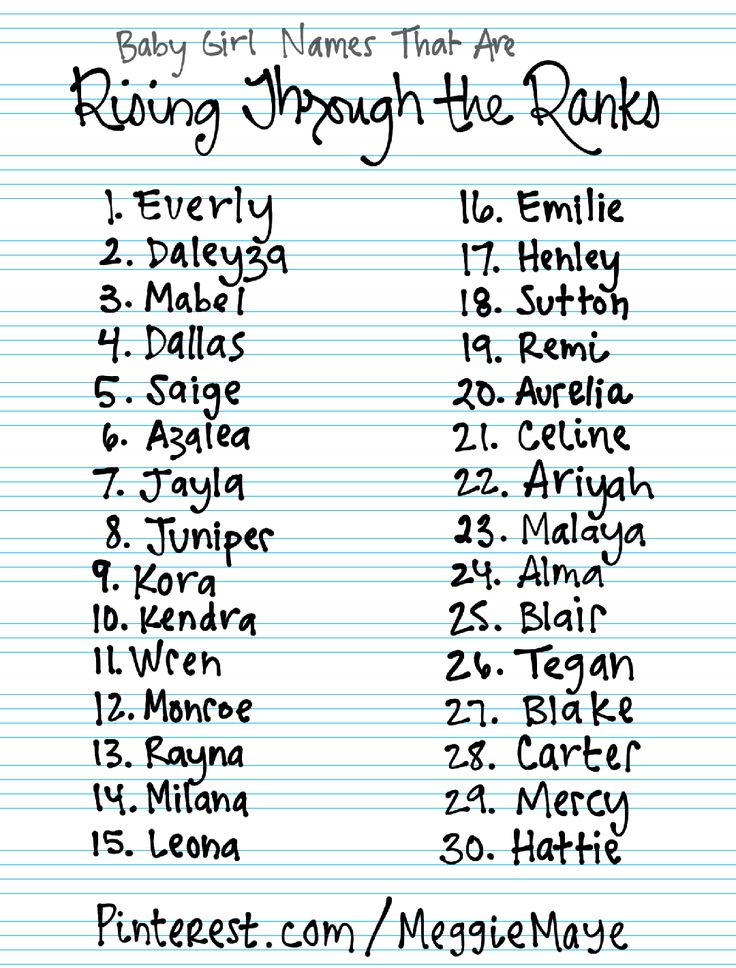 Baby Girl Names That Are
Rising Through the Ranks
1. Everly
2. Daleyza
3. Mabel
4. Dallas
5. Saige
6. Azalea
7. Jayla
8. Juniper
9. Kora
10. Kendra
11. Wren
12. Monroe
13. Rayna
14. Milana
15. Leona
16. Emilie
17. Henley
18. Sutton
19. Remi
20. Aurelia
21. Celine
22. Ariyah
23. Malaya
24. Alma
25. Blair
26. Tegan
27. Blake
28. Carter
29. Mercy
30. Hattie
Pinterest.com/MeggieMaye